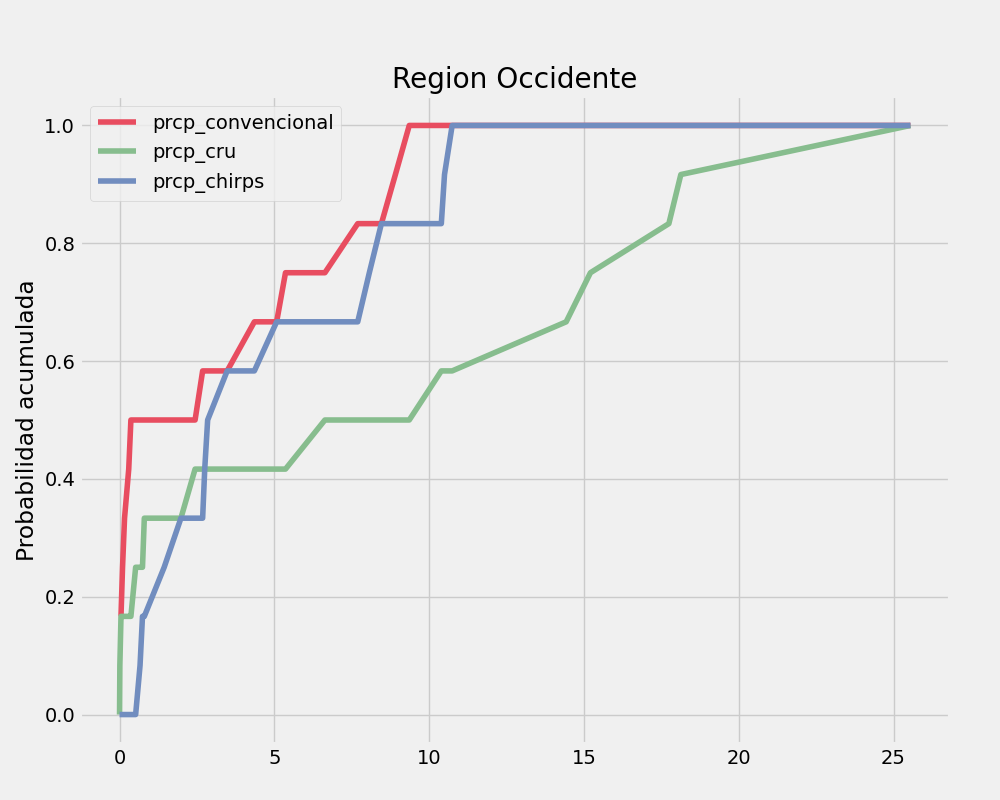 Region Occidente
prcp_convencional
prcp_cru
prcp_chirps
Probabilidad acumulada
1.0
0.8
0.6
0.4
0.2
0.0
0 5 10 15 20 25